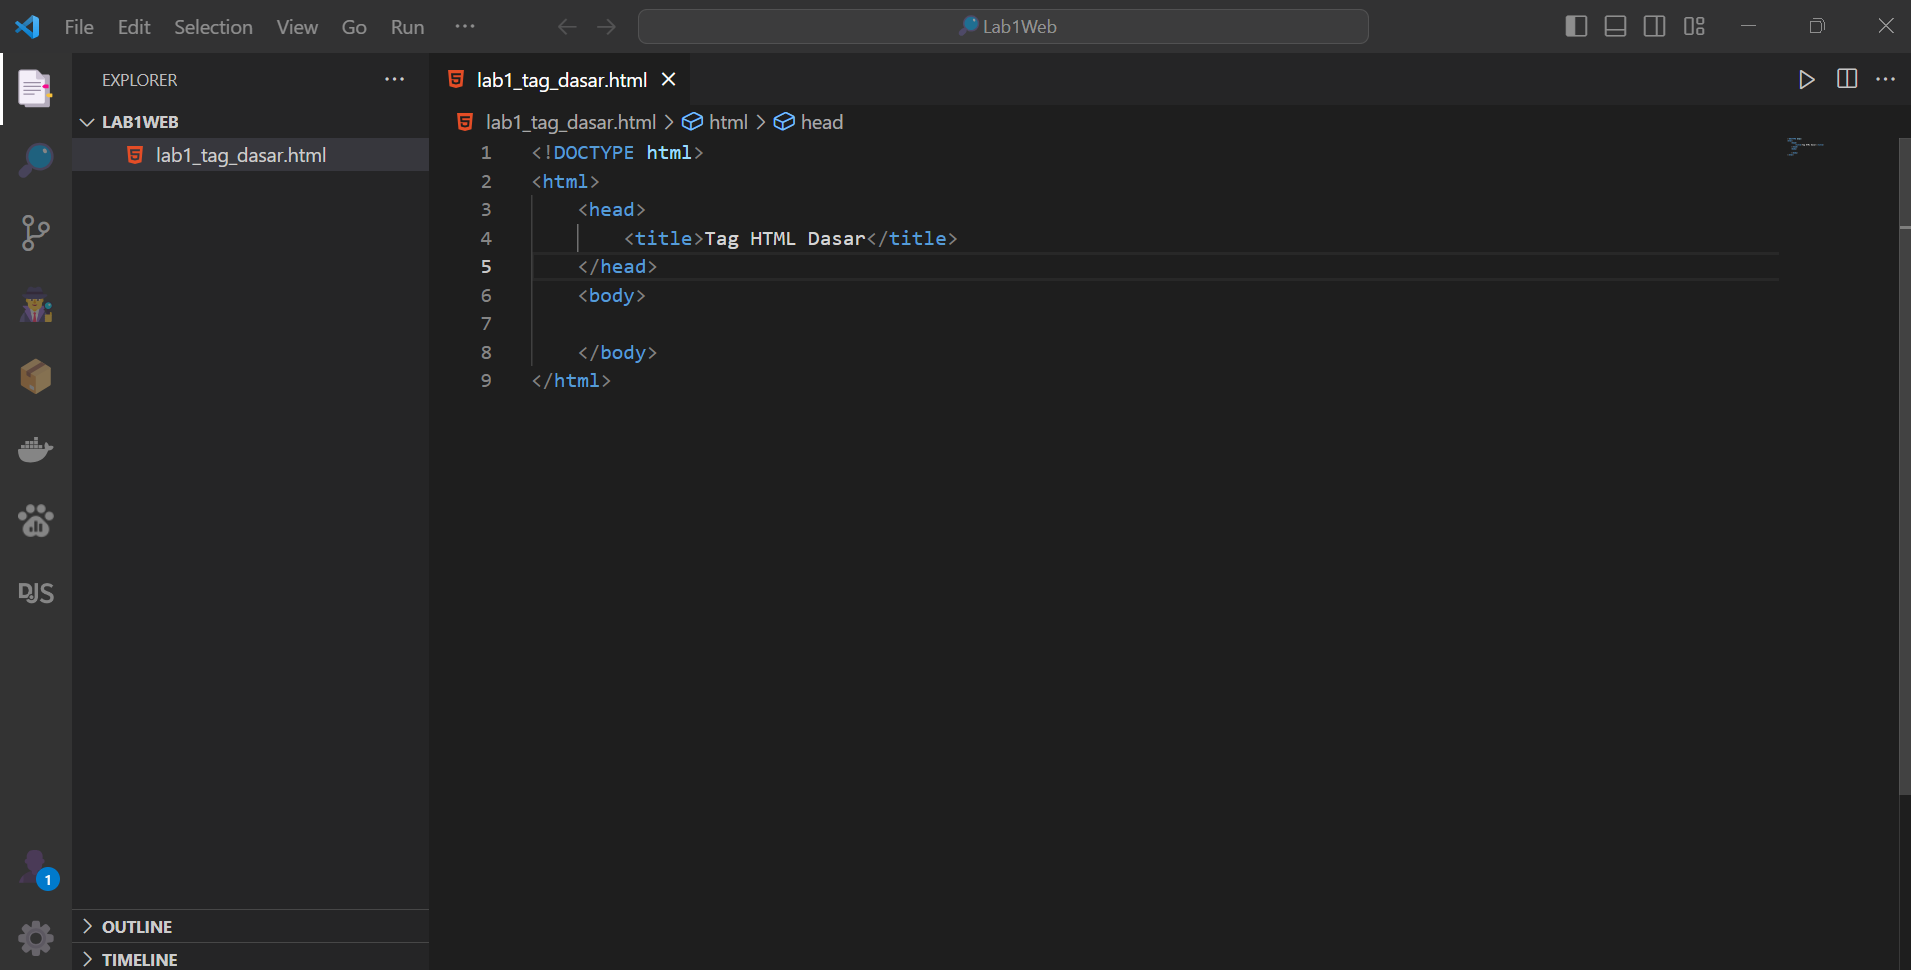 File Edit Selection View Go Run ··· Lab1Web
EXPLORER ···
LAB1WEB
lab1_tag_dasar.html
DJS
1
OUTLINE
TIMELINE
lab1_tag_dasar.html
lab1_tag_dasar.html > html > head
1 <!DOCTYPE html>
2 <html>
3 <head>
4 <title>Tag HTML Dasar</title>
5 </head>
6 <body>
7
8 </body>
9 </html>